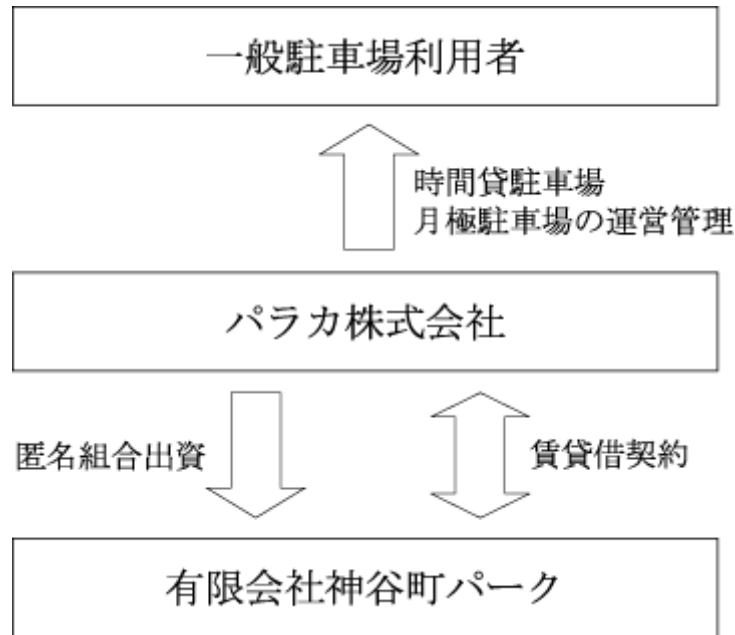 一般駐車場利用者
時間貸駐車場
月極駐車場の運営管理
パラカ株式会社
匿名組合出資
賃貸借契約
有限会社神谷町パーク